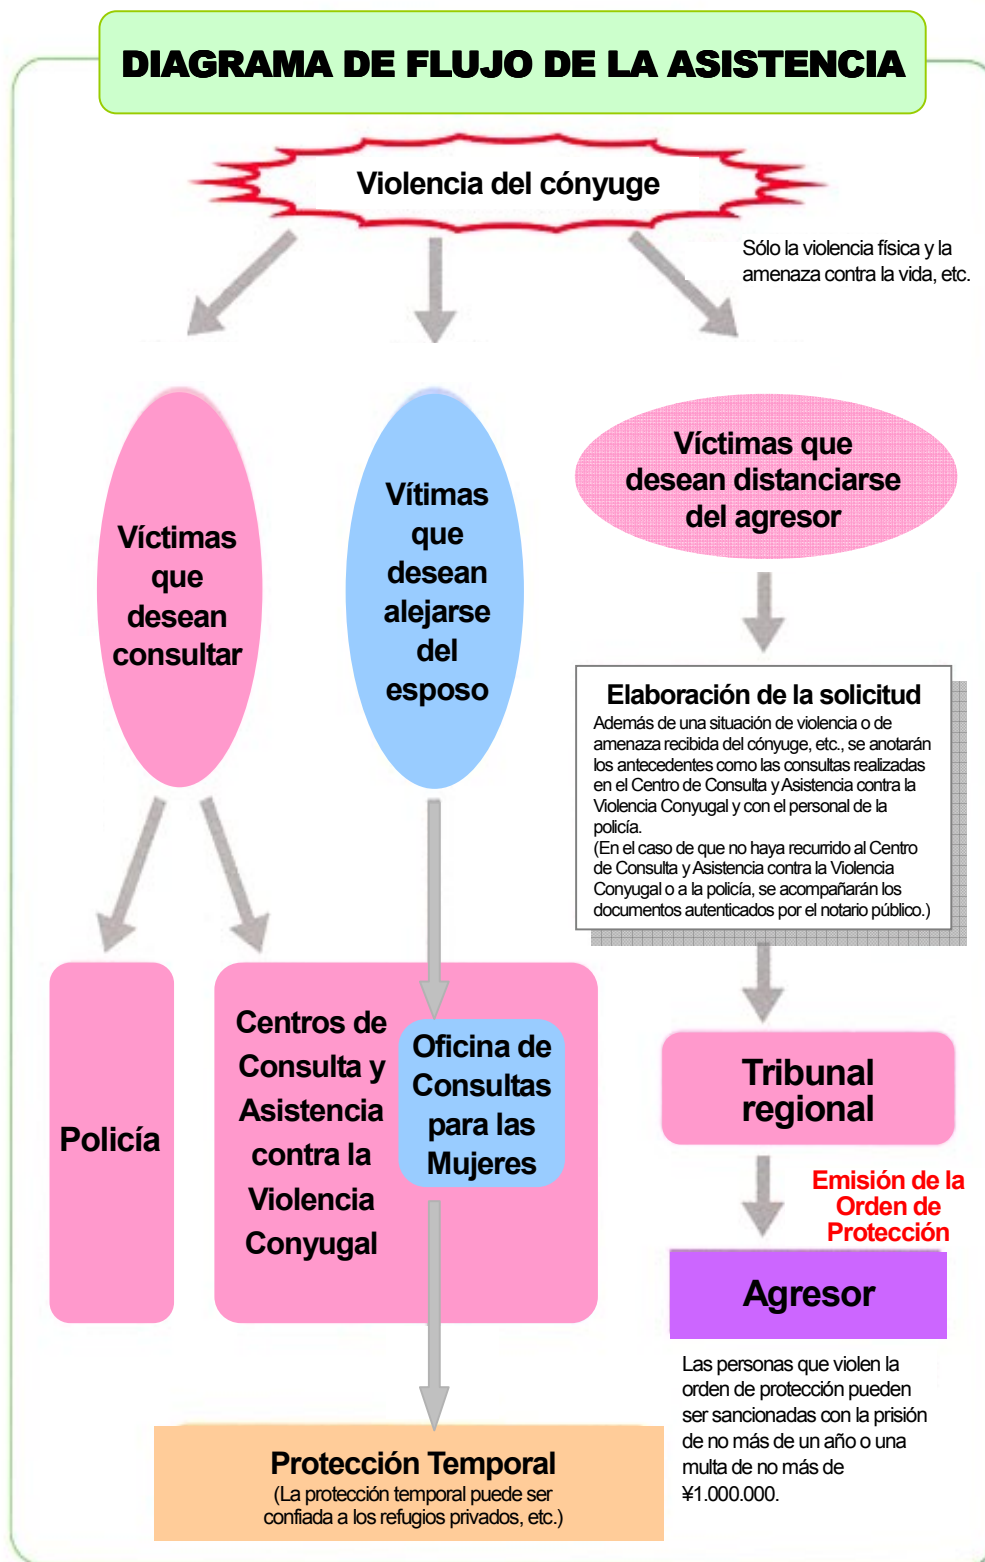 DIAGRAMA DE FLUJO DE LA ASISTENCIA
Violencia del cónyuge
Sólo la violencia física y la
amenaza contra la vida, etc.
Víctimas
que
desean
consultar
Vítimas
que
desean
alejarse
del
esposo
Víctimas que
desean distanciarse
del agresor
Elaboración de la solicitud
Además de una situación de violencia o de
amenaza recibida del cónyuge, etc., se anotarán
los antecedentes como las consultas realizadas
en el Centro de Consulta y Asistencia contra la
Violencia Conyugal y con el personal de la
policía.
(En el caso de que no haya recurrido al Centro
de Consulta y Asistencia contra la Violencia
Conyugal o a la policía, se acompañarán los
documentos autenticados por el notario público.)
Policía
Centros de
Consulta y
Asistencia
contra la
Violencia
Conyugal
Oficina de
Consultas
para las
Mujeres
Tribunal
regional
Emisión de la
Orden de
Protección
Agresor
Las personas que violen la
orden de protección pueden
ser sancionadas con la prisión
de no más de un año o una
multa de no más de
¥1.000.000.
Protección Temporal
(La protección temporal puede ser
confiada a los refugios privados, etc.)